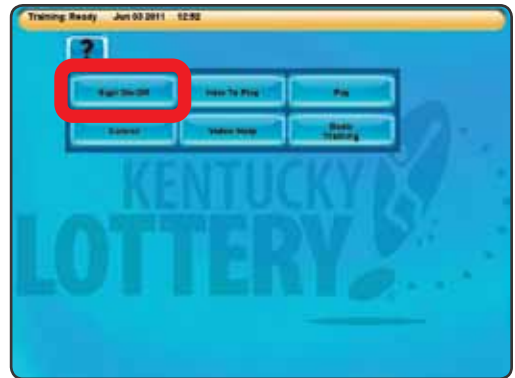 Training: Ready Jun 03 2011 12:52
?
Sign On/Off How To Play Pay
Cancel Video Help Basic
Training
KENTUCKY
LOTTERY